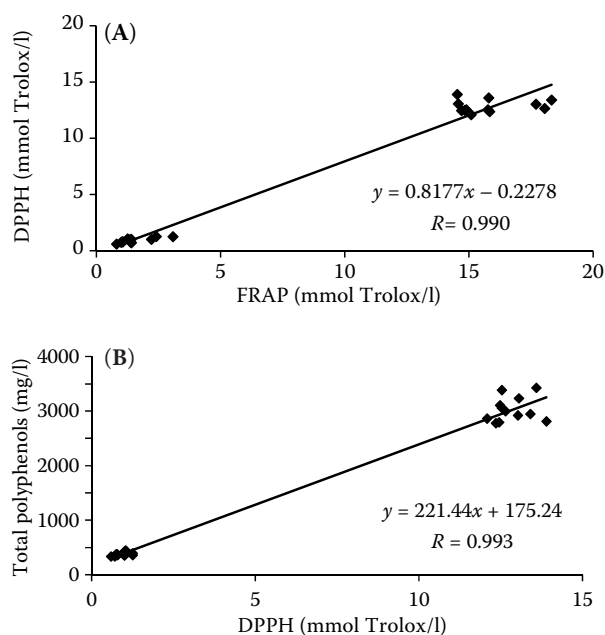 (A)
DPPH (mmol Trolox/l)
20
15
10
5
0
y = 0.8177x – 0.2278
R= 0.990
0 5 10 15 20
FRAP (mmol Trolox/l)
(B)
Total polyphenols (mg/l)
4000
3000
2000
1000
0
y = 221.44x + 175.24
R = 0.993
0 5 10 15
DPPH (mmol Trolox/l)